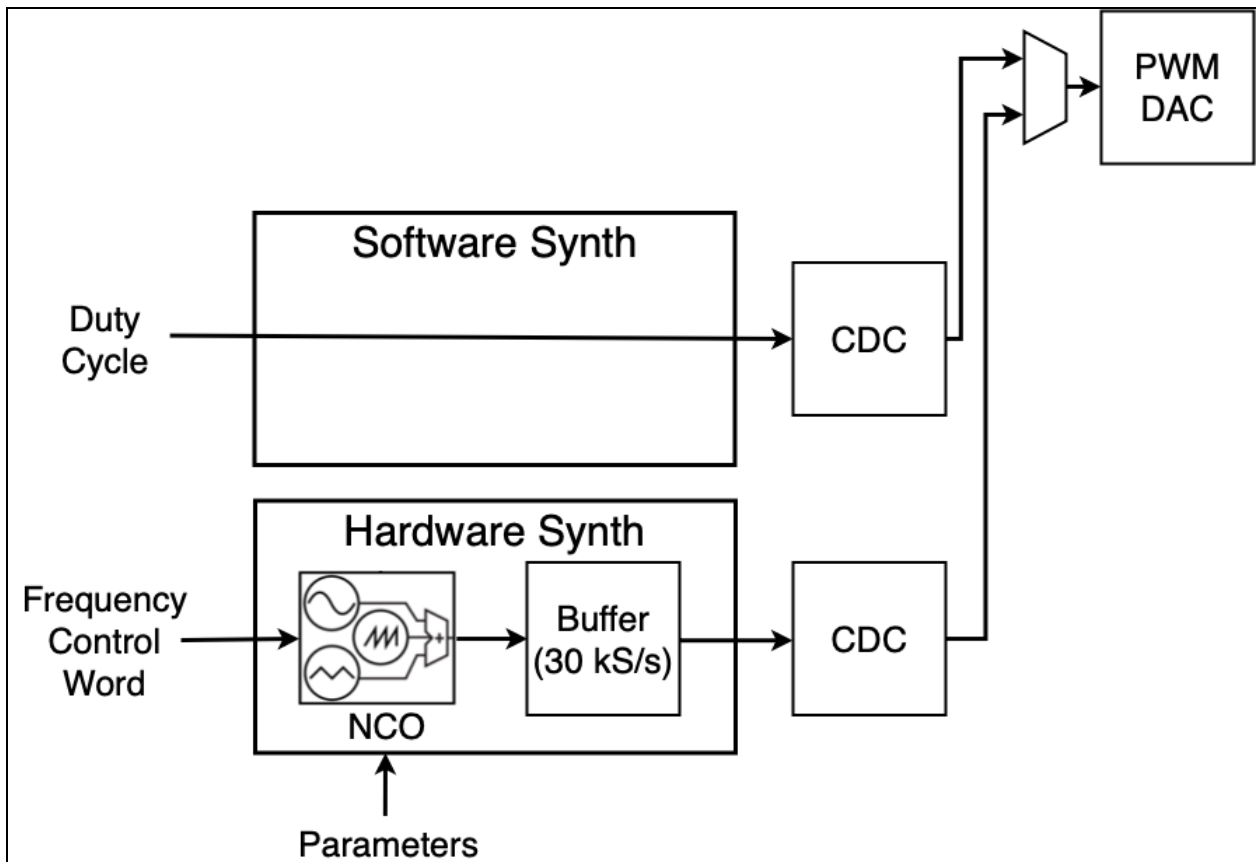 PWM
DAC
Software Synth
Duty
Cycle
CDC
Hardware Synth
Frequency
Control
Word
+
NCO
Buffer
(30 kS/s)
CDC
Parameters